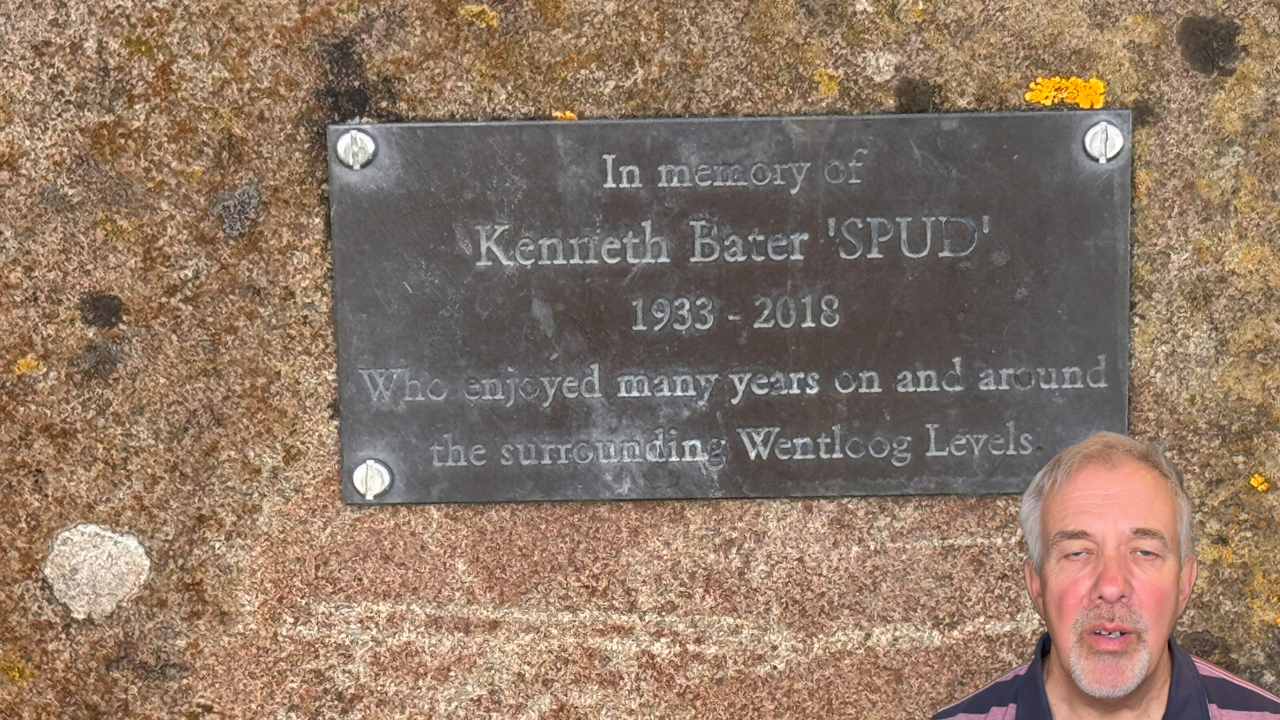 In memory of
Kenneth Bater 'SPUD'
1933 - 2018
Who enjoyed many years on and around
the surrounding Wentloog Levels.